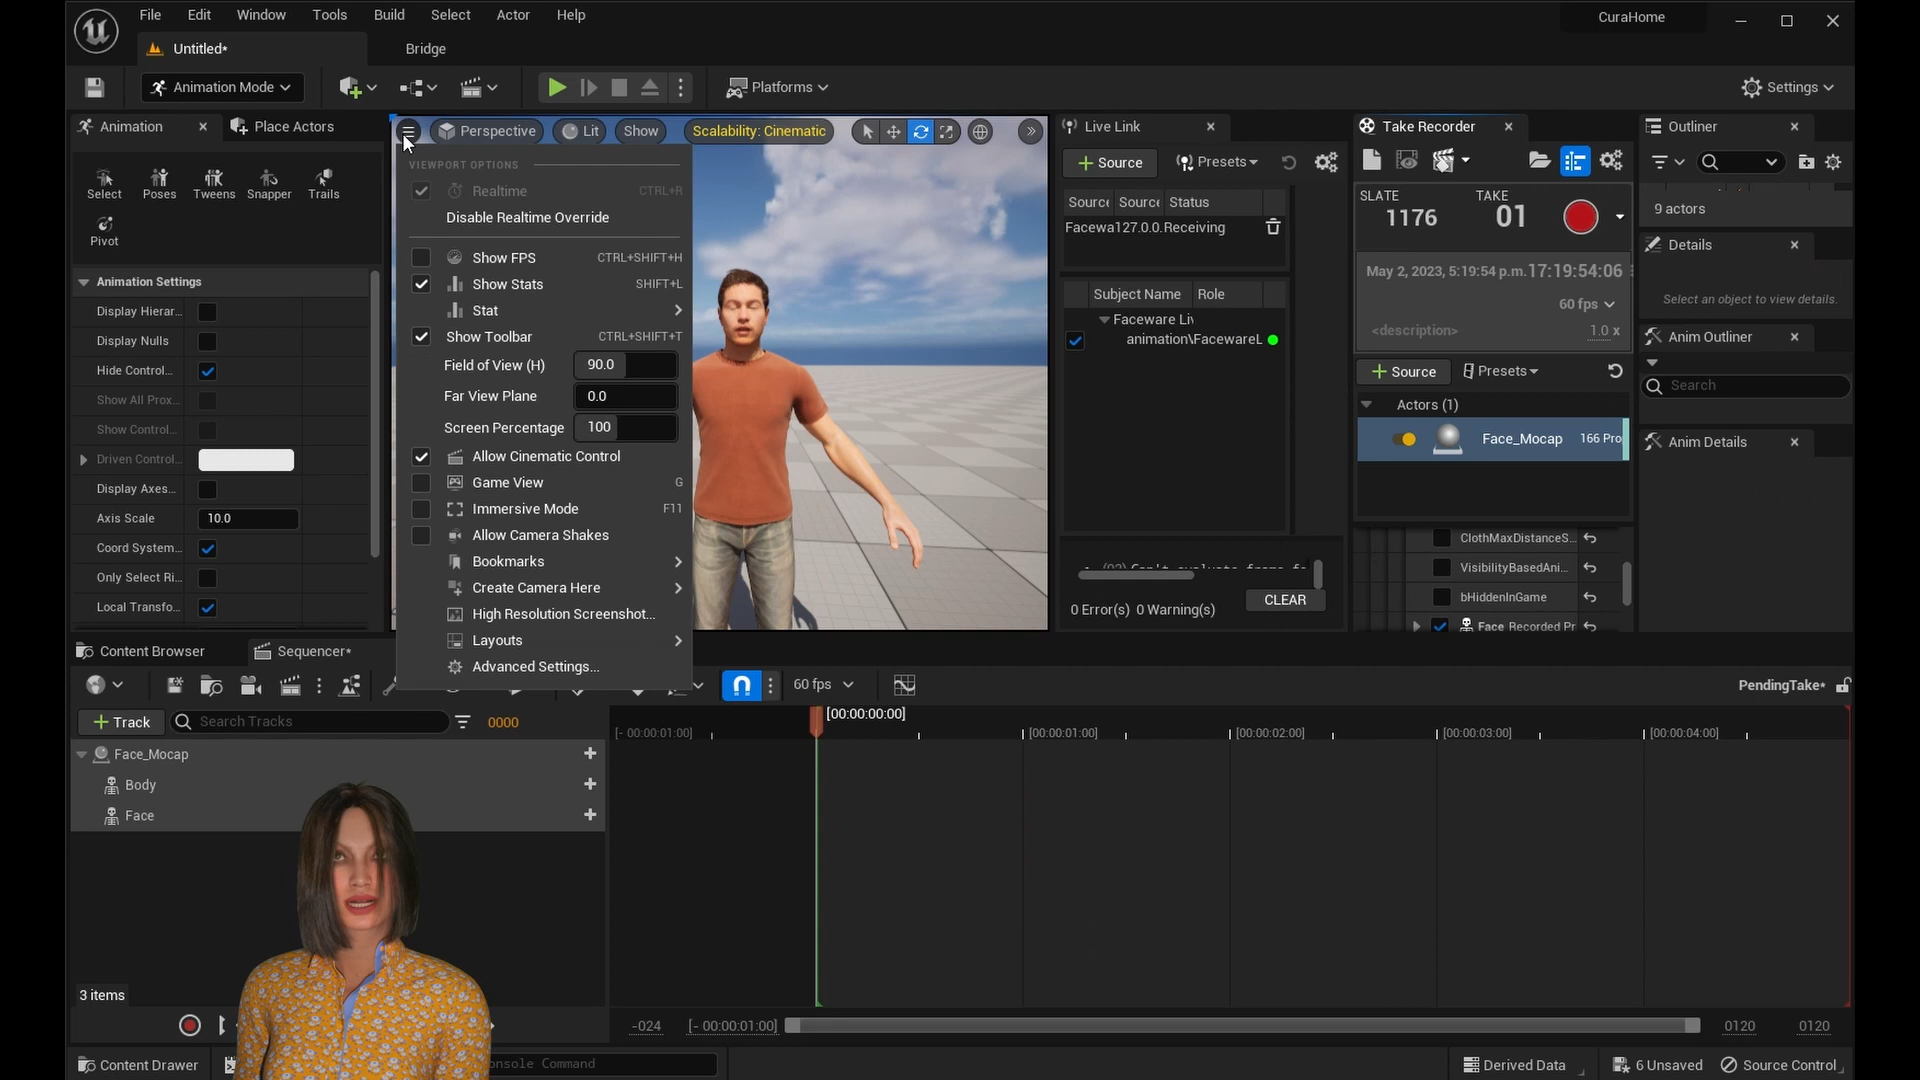 File Edit Window Tools Build Select Actor Help
CuraHome
Untitled*
Bridge
Animation Mode
Platforms
Settings
Animation
Place Actors
Select
Poses
Tweens
Snapper
Trails
Pivot
Animation Settings
Display Hierar...
Display Nulls
Hide Control...
Show All Prox...
Show Control...
Driven Control...
Display Axes...
Axis Scale
10.0
Coord System...
Only Select Ri...
Local Transfo...
Perspective
Lit
Show
Scalability: Cinematic
VIEWPORT OPTIONS
Realtime CTRL+R
Disable Realtime Override
Show FPS CTRL+SHIFT+H
Show Stats SHIFT+L
Stat
Show Toolbar CTRL+SHIFT+T
Field of View (H) 90.0
Far View Plane 0.0
Screen Percentage 100
Allow Cinematic Control
Game View G
Immersive Mode F11
Allow Camera Shakes
Bookmarks
Create Camera Here
High Resolution Screenshot...
Layouts
Advanced Settings...
Live Link
+ Source
Presets
Source Source Status
Facewa 127.0.0. Receiving
Subject Name Role
Faceware Liv
animation\FacewareL
0 Error(s) 0 Warning(s)
CLEAR
Take Recorder
SLATE
1176
TAKE
01
May 2, 2023, 5:19:54 p.m. 17:19:54:06
60 fps
<description>
1.0 x
+ Source
Presets
Actors (1)
Face_Mocap 166 Pro
ClothMaxDistanceS...
VisibilityBasedAni...
bHiddenInGame
Face Recorded Pr
Outliner
9 actors
Details
Select an object to view details.
Anim Outliner
Search
Anim Details
Content Browser
Sequencer*
60 fps
PendingTake*
+ Track
Search Tracks
0000
Face_Mocap
Body
Face
3 items
[00:00:00:00]
[- 00:00:01:00]
[00:00:01:00]
[00:00:02:00]
[00:00:03:00]
[00:00:04:00]
-024
[- 00:00:01:00]
0120
0120
Content Drawer
onsole Command
Derived Data
6 Unsaved
Source Control